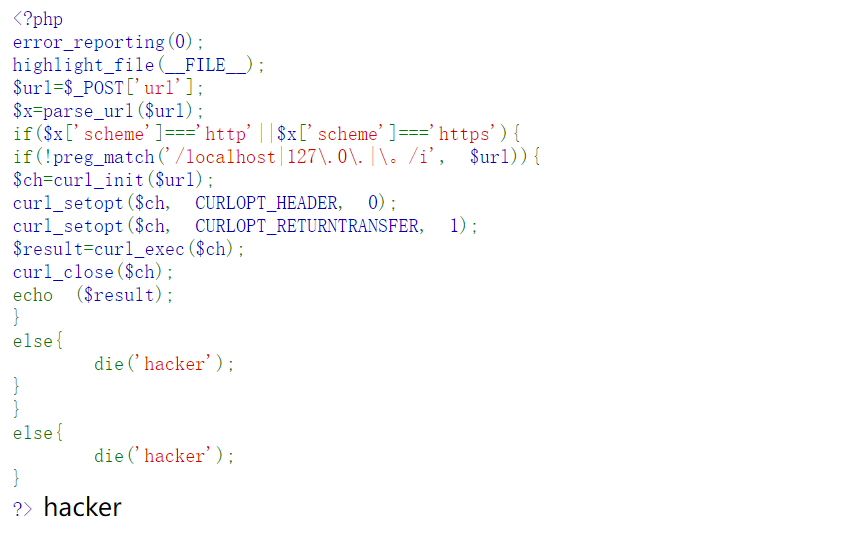 <?php
error_reporting(0);
highlight_file(__FILE__);
$url=$_POST['url'];
$x=parse_url($url);
if($x['scheme']==='http'||$x['scheme']==='https'){
if(!preg_match('/localhost|127\.0\.|\。/i', $url)){
$ch=curl_init($url);
curl_setopt($ch, CURLOPT_HEADER, 0);
curl_setopt($ch, CURLOPT_RETURNTRANSFER, 1);
$result=curl_exec($ch);
curl_close($ch);
echo ($result);
}
else{
die('hacker');
}
}
else{
die('hacker');
}
?> hacker